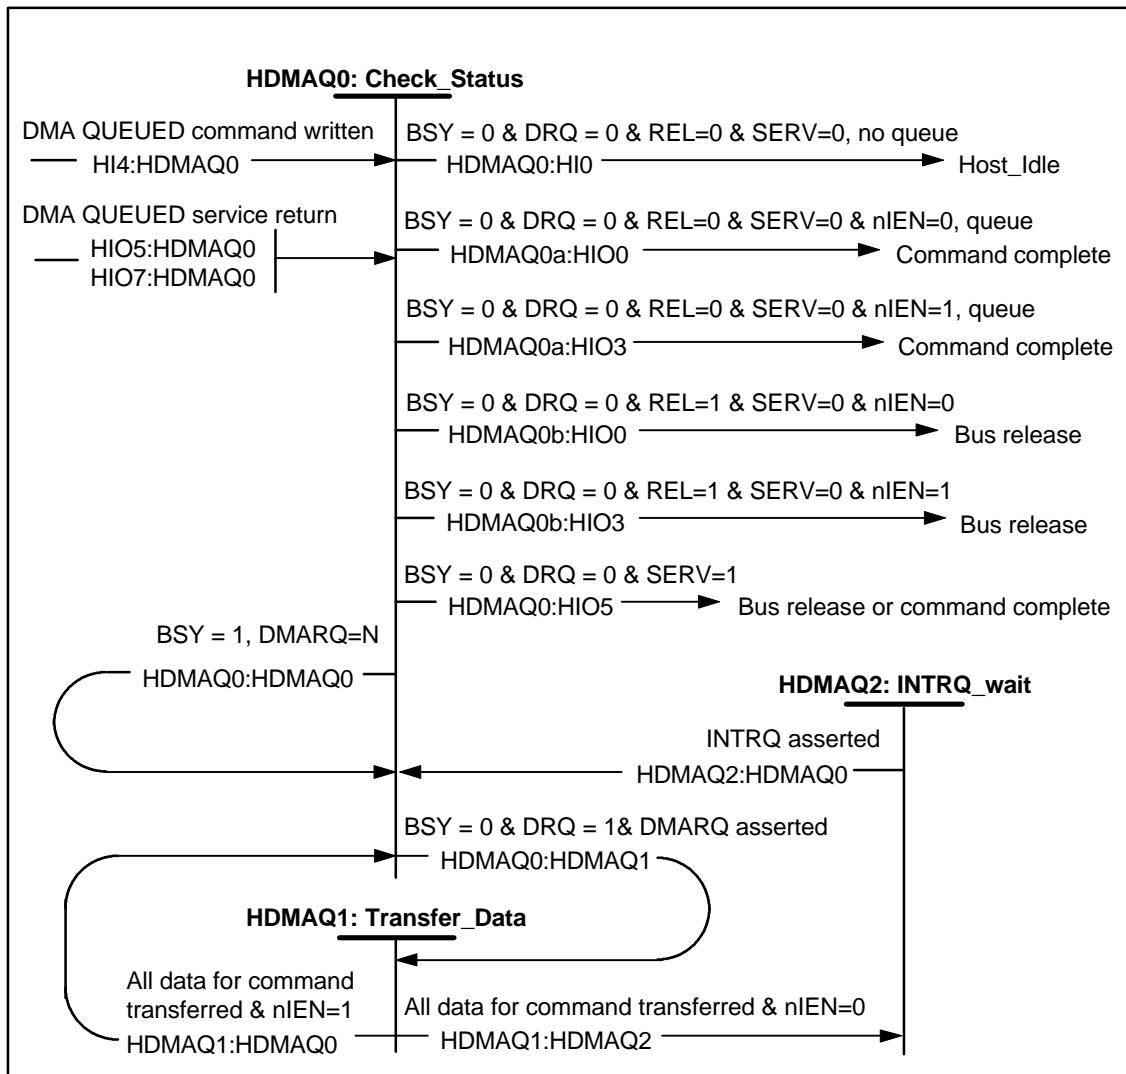 HDMAQ0: Check_Status
DMA QUEUED command written
HI4:HDMAQ0
BSY = 0 & DRQ = 0 & REL=0 & SERV=0, no queue
HDMAQ0:HI0
Host_Idle
DMA QUEUED service return
HIO5:HDMAQ0
HIO7:HDMAQ0
BSY = 0 & DRQ = 0 & REL=0 & SERV=0 & nIEN=0, queue
HDMAQ0a:HIO0
Command complete
BSY = 0 & DRQ = 0 & REL=0 & SERV=0 & nIEN=1, queue
HDMAQ0a:HIO3
Command complete
BSY = 0 & DRQ = 0 & REL=1 & SERV=0 & nIEN=0
HDMAQ0b:HIO0
Bus release
BSY = 0 & DRQ = 0 & REL=1 & SERV=0 & nIEN=1
HDMAQ0b:HIO3
Bus release
BSY = 0 & DRQ = 0 & SERV=1
HDMAQ0:HIO5
Bus release or command complete
BSY = 1, DMARQ=N
HDMAQ0:HDMAQ0
HDMAQ2: INTRQ_wait
INTRQ asserted
HDMAQ2:HDMAQ0
BSY = 0 & DRQ = 1& DMARQ asserted
HDMAQ0:HDMAQ1
HDMAQ1: Transfer_Data
All data for command
transferred & nIEN=1
HDMAQ1:HDMAQ0
All data for command transferred & nIEN=0
HDMAQ1:HDMAQ2